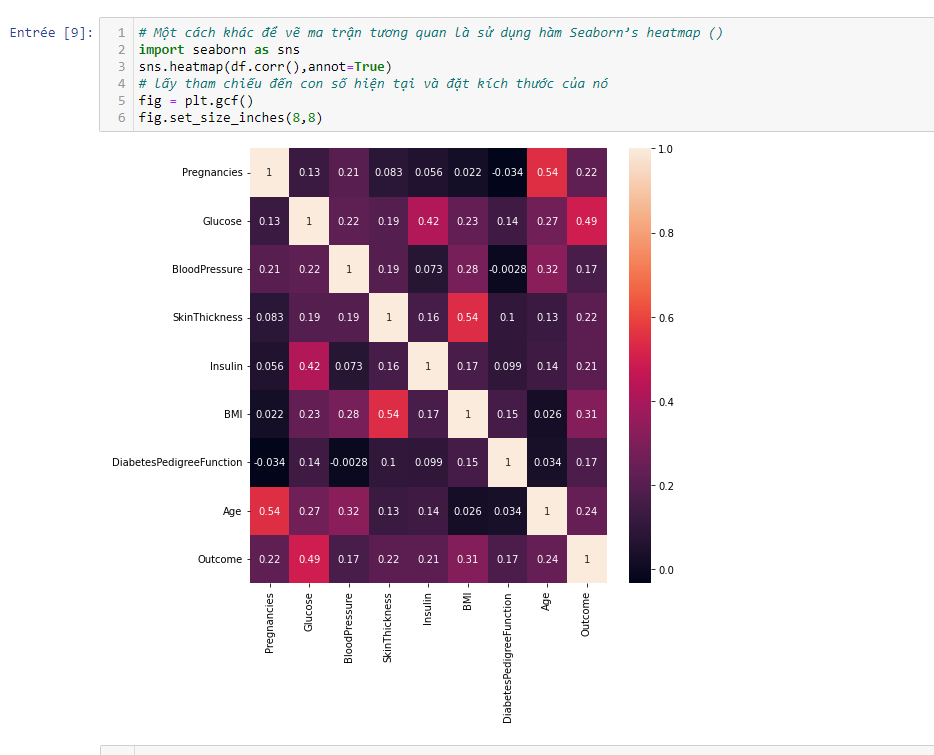 Entrée [9]:
1 # Một cách khác để vẽ ma trận tương quan là sử dụng hàm Seaborn’s heatmap ()
2 import seaborn as sns
3 sns.heatmap(df.corr(),annot=True)
4 # lấy tham chiếu đến con số hiện tại và đặt kích thước của nó
5 fig = plt.gcf()
6 fig.set_size_inches(8,8)
Pregnancies 1 0.13 0.21 0.083 0.056 0.022 -0.034 0.54 0.22
Glucose 0.13 1 0.22 0.19 0.42 0.23 0.14 0.27 0.49
BloodPressure 0.21 0.22 1 0.19 0.073 0.28 -0.0028 0.32 0.17
SkinThickness 0.083 0.19 0.19 1 0.16 0.54 0.1 0.13 0.22
Insulin 0.056 0.42 0.073 0.16 1 0.17 0.099 0.14 0.21
BMI 0.022 0.23 0.28 0.54 0.17 1 0.15 0.026 0.31
DiabetesPedigreeFunction -0.034 0.14 -0.0028 0.1 0.099 0.15 1 0.034 0.17
Age 0.54 0.27 0.32 0.13 0.14 0.026 0.034 1 0.24
Outcome 0.22 0.49 0.17 0.22 0.21 0.31 0.17 0.24 1
Pregnancies
Glucose
BloodPressure
SkinThickness
Insulin
BMI
DiabetesPedigreeFunction
Age
Outcome
1.0
0.8
0.6
0.4
0.2
0.0